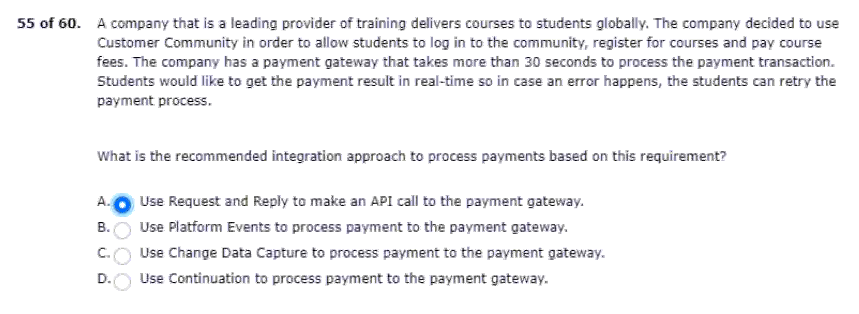 55 of 60. A company that is a leading provider of training delivers courses to students globally. The company decided to use
Customer Community in order to allow students to log in to the community, register for courses and pay course
fees. The company has a payment gateway that takes more than 30 seconds to process the payment transaction.
Students would like to get the payment result in real-time so in case an error happens, the students can retry the
payment process.
What is the recommended integration approach to process payments based on this requirement?
A. Use Request and Reply to make an API call to the payment gateway.
B. Use Platform Events to process payment to the payment gateway.
C. Use Change Data Capture to process payment to the payment gateway.
D. Use Continuation to process payment to the payment gateway.